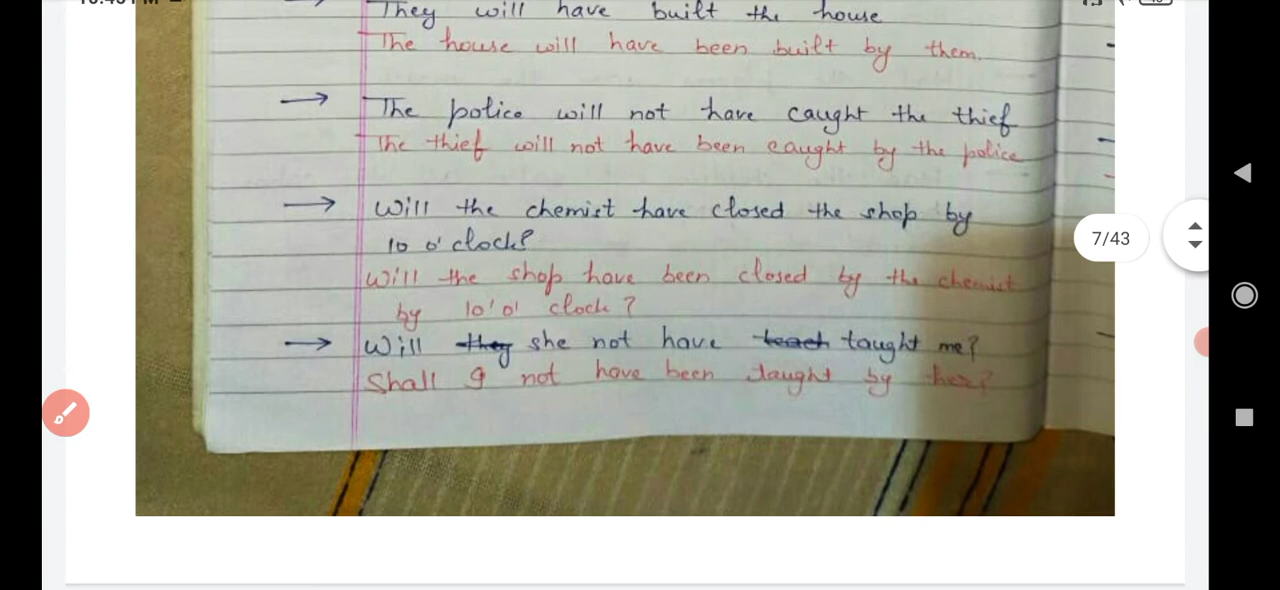 They will have built the house
The house will have been built by them.
→ The police will not have caught the thief
The thief will not have been caught by the police
→ Will the chemist have closed the shop by
10 o'clock?
7/43
Will the shop have been closed by the chemist
by 10'o' clock?
→ Will they she not have teach taught me?
Shall I not have been taught by her?